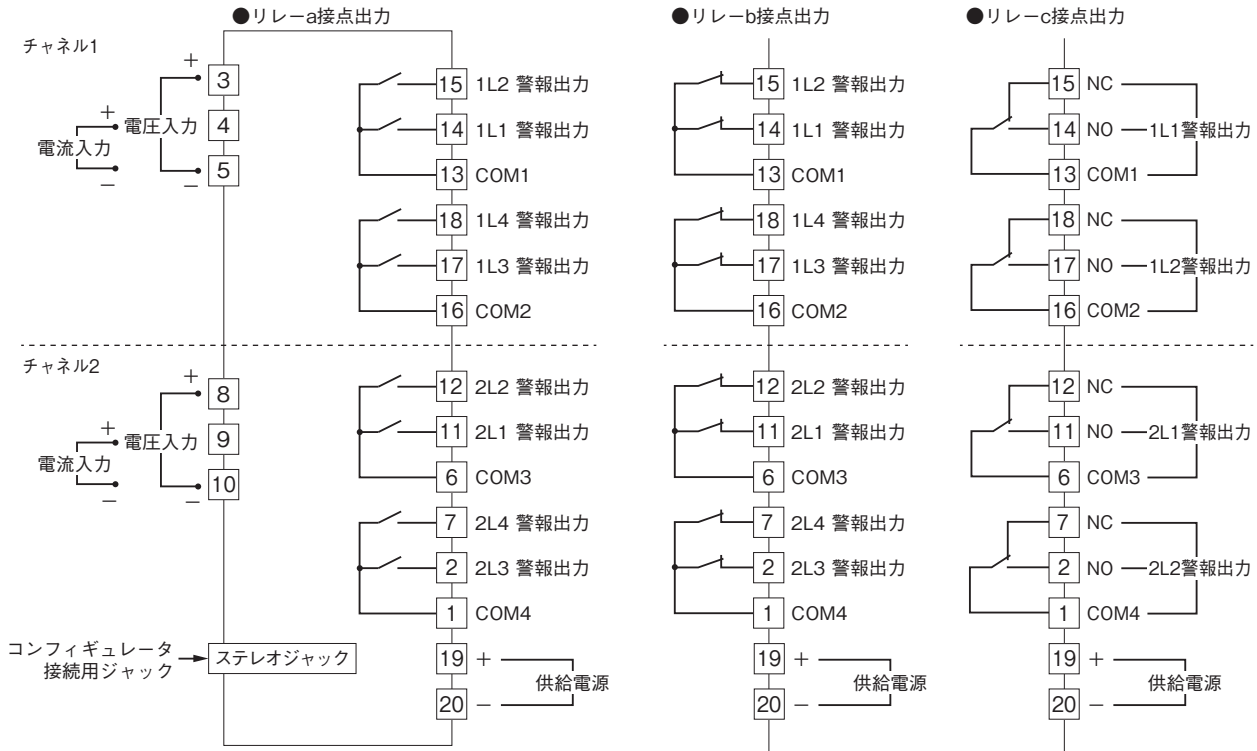 ●リレーa接点出力
チャネル1
+
3
電圧入力
4
+
電流入力
−
5
−
15 1L2 警報出力
14 1L1 警報出力
13 COM1
18 1L4 警報出力
17 1L3 警報出力
16 COM2
チャネル2
+
8
電圧入力
9
+
電流入力
−
10
−
12 2L2 警報出力
11 2L1 警報出力
6 COM3
7 2L4 警報出力
2 2L3 警報出力
1 COM4
コンフィギュレータ
接続用ジャック
ステレオジャック
19 +
供給電源
20 −
●リレーb接点出力
15 1L2 警報出力
14 1L1 警報出力
13 COM1
18 1L4 警報出力
17 1L3 警報出力
16 COM2
12 2L2 警報出力
11 2L1 警報出力
6 COM3
7 2L4 警報出力
2 2L3 警報出力
1 COM4
19 +
供給電源
20 −
●リレーc接点出力
15 NC
14 NO 1L1警報出力
13 COM1
18 NC
17 NO 1L2警報出力
16 COM2
12 NC
11 NO 2L1警報出力
6 COM3
7 NC
2 NO 2L2警報出力
1 COM4
19 +
供給電源
20 −